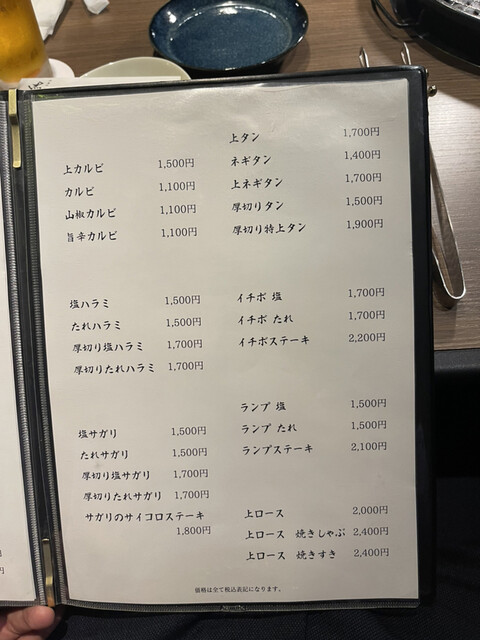 上カルビ 1,500円
カルビ 1,100円
山椒カルビ 1,100円
旨辛カルビ 1,100円
塩ハラミ 1,500円
たれハラミ 1,500円
厚切り塩ハラミ 1,700円
厚切りたれハラミ 1,700円
塩サガリ 1,500円
たれサガリ 1,500円
厚切り塩サガリ 1,700円
厚切りたれサガリ 1,700円
サガリのサイコロステーキ
1,800円
上タン 1,700円
ネギタン 1,400円
上ネギタン 1,700円
厚切りタン 1,500円
厚切り特上タン 1,900円
イチボ 塩 1,700円
イチボ たれ 1,700円
イチボステーキ 2,200円
ランプ 塩 1,500円
ランプ たれ 1,500円
ランプステーキ 2,100円
上ロース 2,000円
上ロース 焼きしゃぶ 2,400円
上ロース 焼きすき 2,400円
価格は全て税込表記になります。